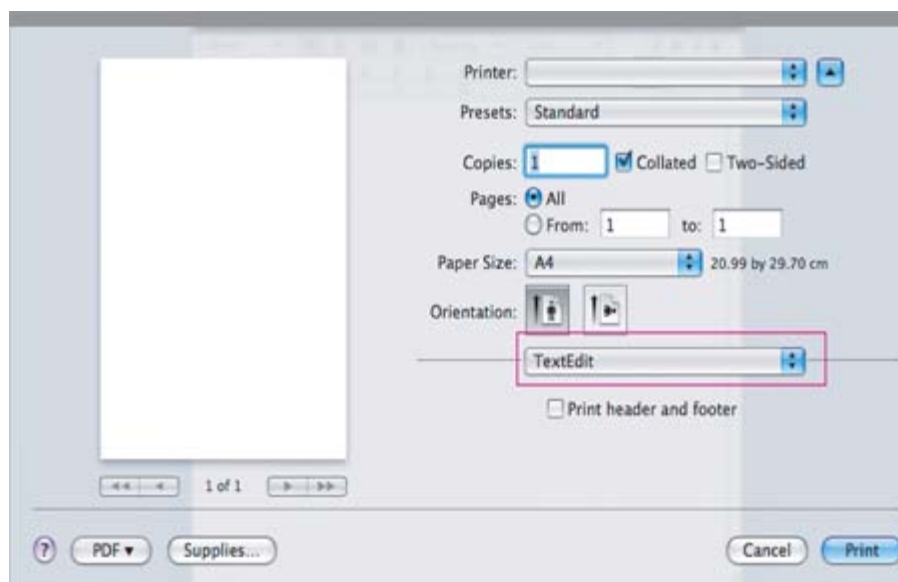 Printer:
Presets: Standard
Copies: 1 Collated Two-Sided
Pages: All
From: 1 to: 1
Paper Size: A4 20.99 by 29.70 cm
Orientation:
TextEdit
Print header and footer
1 of 1
? PDF ▾ Supplies... Cancel Print